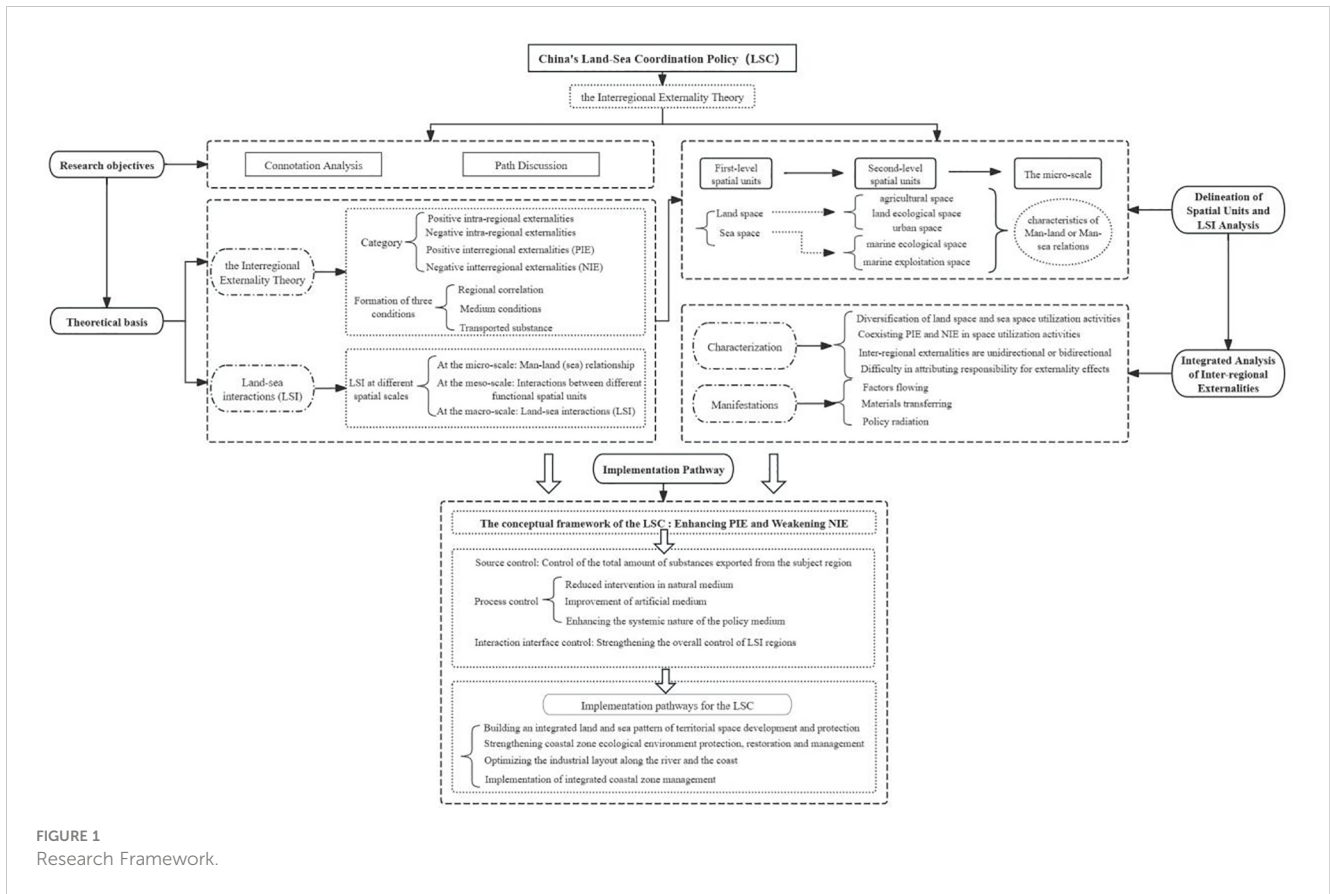 China's Land-Sea Coordination Policy (LSC)
the Interregional Externality Theory
Research objectives
Connotation Analysis
Path Discussion
Theoretical basis
the Interregional
Externality Theory
Category
Positive intra-regional externalities
Negative intra-regional externalities
Positive interregional externalities (PIE)
Negative intterregional externalities (NIE)
Formation of three
conditions
Regional correlation
Medium conditions
Transported substance
Land-sea
interactions (LSI)
LSI at different
spatial scales
At the micro-scale: Man-land (sea) relationship
At the meso-scale: Interactions between different
functional spatial units
At the macro-scale: Land-sea interactions (LSI)
First-level
spatial units
Second-level
spatial units
The micro-scale
Land space
Sea space
agricultural space
land ecological space
urban space
marine ecological space
marine exploitation space
characteristics of
Man-land or Man-
sea relations
Delineation of
Spatial Units and
LSI Analysis
Characterization
Diversification of land space and sea space utilization activities
Coexisting PIE and NIE in space utilization activities
Inter-regional externalities are unidirectional or bidirectional
Difficulty in attributing responsibility for externality effects
Manifestations
Factors flowing
Materials transferring
Policy radiation
Integrated Analysis
of Inter-regional
Externalities
Implementation Pathway
The conceptual framework of the LSC : Enhancing PIE and Weakening NIE
Source control: Control of the total amount of substances exported from the subject region
Process control
Reduced intervention in natural medium
Improvement of artificial medium
Enhancing the systemic nature of the policy medium
Interaction interface control: Strengthening the overall control of LSI regions
Implementation pathways for the LSC
Building an integrated land and sea pattern of territorial space development and protection
Strengthening coastal zone ecological environment protection, restoration and management
Optimizing the industrial layout along the river and the coast
Implementation of integrated coastal zone management
FIGURE 1
Research Framework.